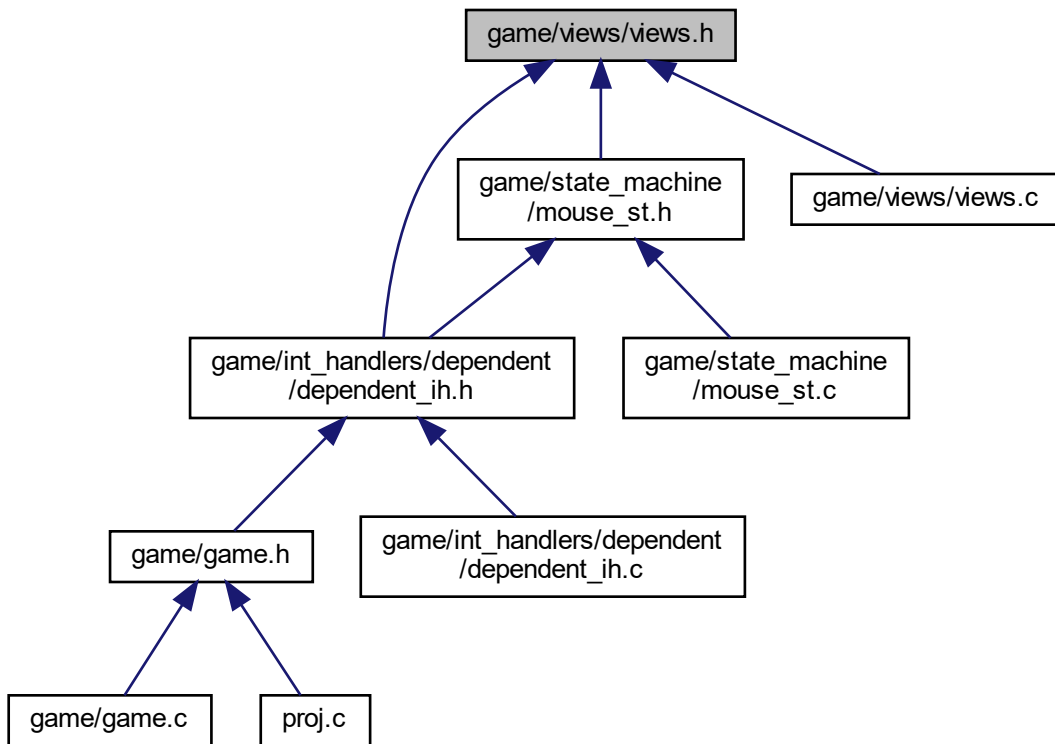 game/views/views.h
game/state_machine
/mouse_st.h
game/views/views.c
game/int_handlers/dependent
/dependent_ih.h
game/state_machine
/mouse_st.c
game/game.h
game/int_handlers/dependent
/dependent_ih.c
game/game.c
proj.c